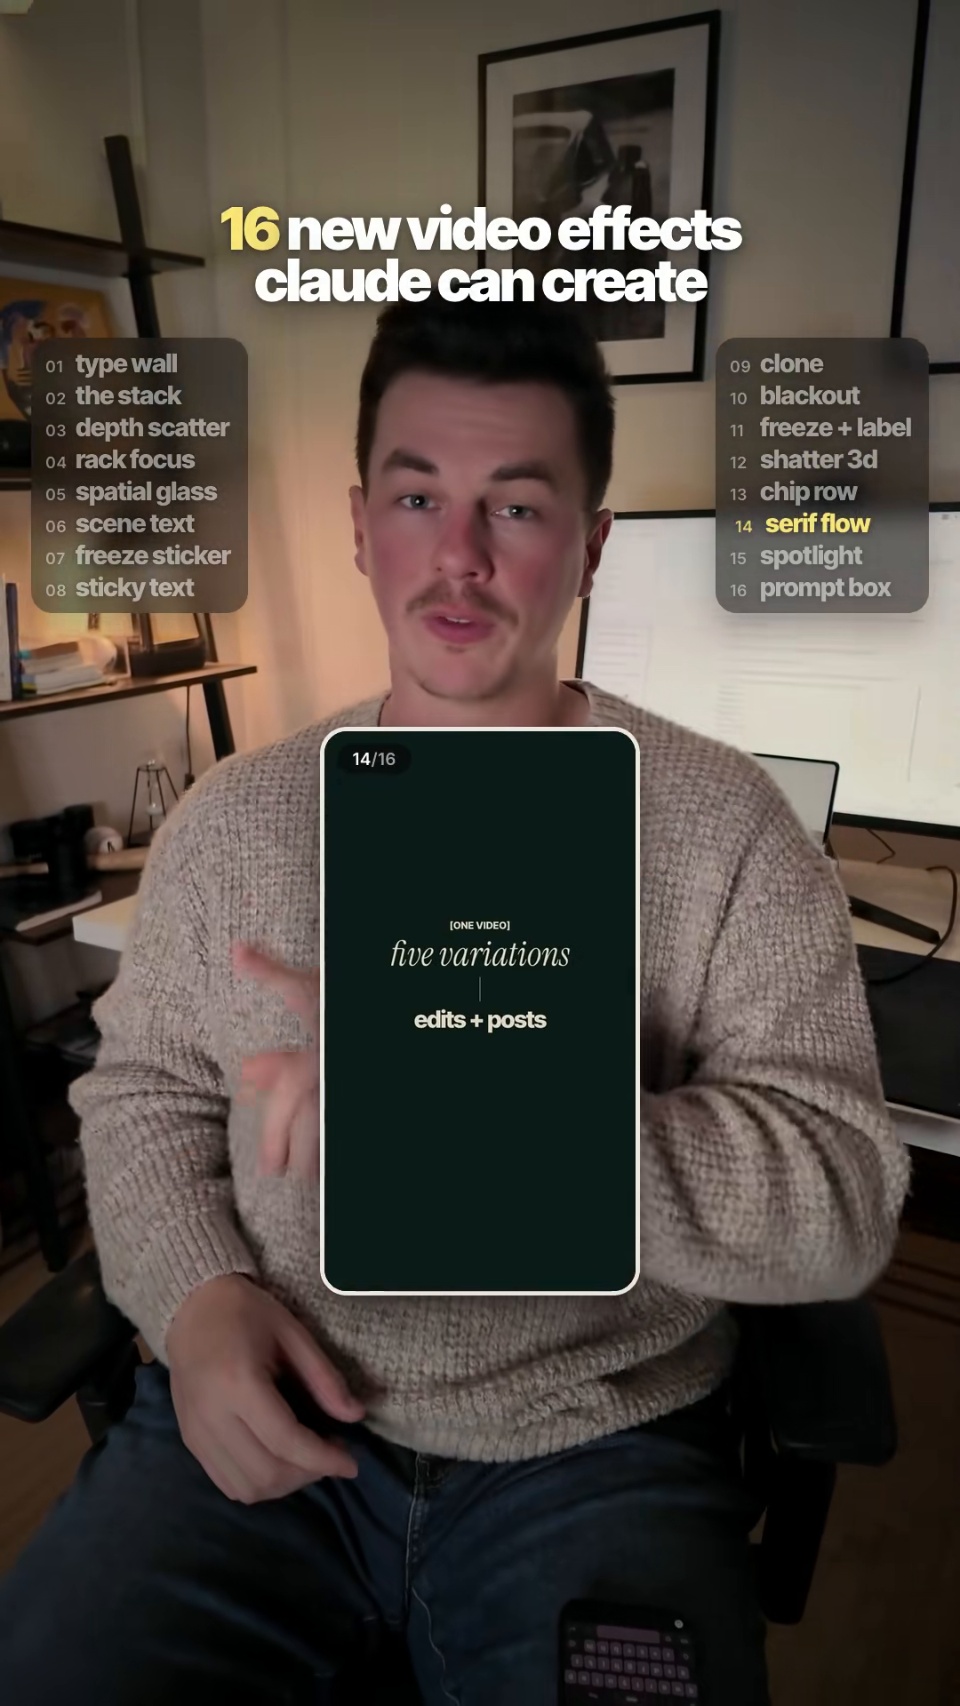 16 new video effects
claude can create
01 type wall
02 the stack
03 depth scatter
04 rack focus
05 spatial glass
06 scene text
07 freeze sticker
08 sticky text
09 clone
10 blackout
11 freeze + label
12 shatter 3d
13 chip row
14 serif flow
15 spotlight
16 prompt box
14/16
[ONE VIDEO]
five variations
edits + posts